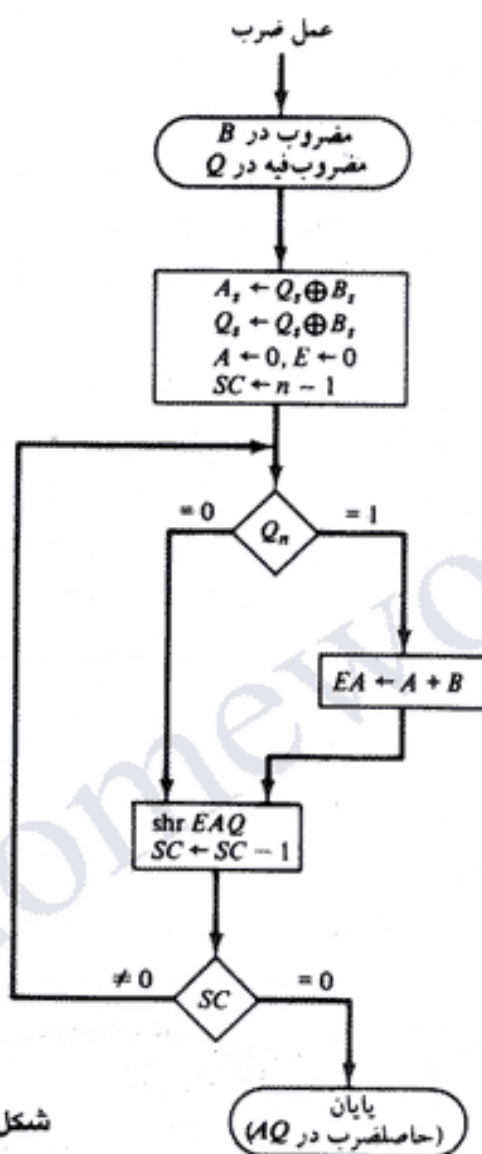 عمل ضرب
مضروب در B
مضروب‌فیه در Q
A_s ← Q_s ⊕ B_s
Q_s ← Q_s ⊕ B_s
A ← 0, E ← 0
SC ← n − 1
= 0
Q_n
= 1
EA ← A + B
shr EAQ
SC ← SC − 1
≠ 0
SC
= 0
پایان
(حاصلضرب در AQ)
شکل